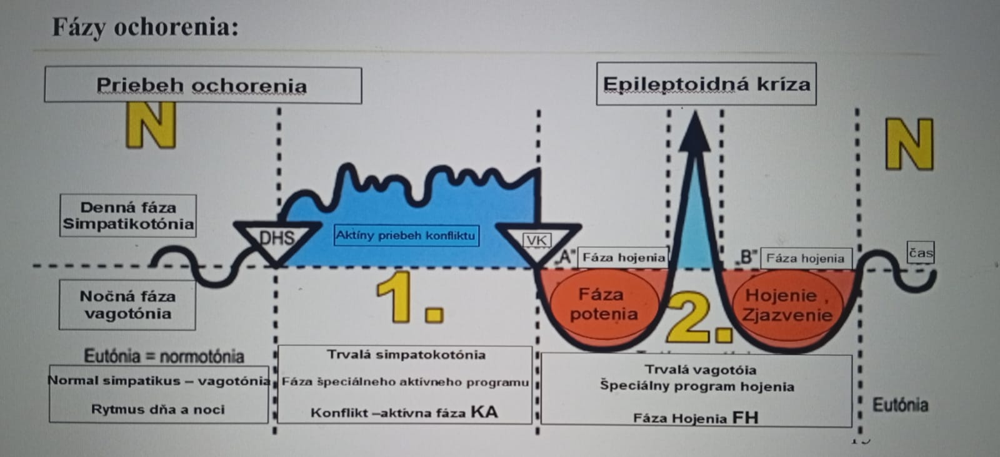 Fázy ochorenia:
Priebeh ochorenia
Epileptoidná kríza
N
N
Denná fáza
Simpatikotónia
DHS
Aktíny priebeh konfliktu
VK
„A“
Fáza hojenia
„B“
Fáza hojenia
čas
Nočná fáza
vagotónia
1.
Fáza
potenia
2.
Hojenie ,
Zjazvenie
Eutónia = normotónia
Normal simpatikus – vagotónia
Rytmus dňa a noci
Trvalá simpatokotónia
Fáza špeciálneho aktívneho programu
Konflikt –aktívna fáza KA
Trvalá vagotóia
Špeciálny program hojenia
Fáza Hojenia FH
Eutónia